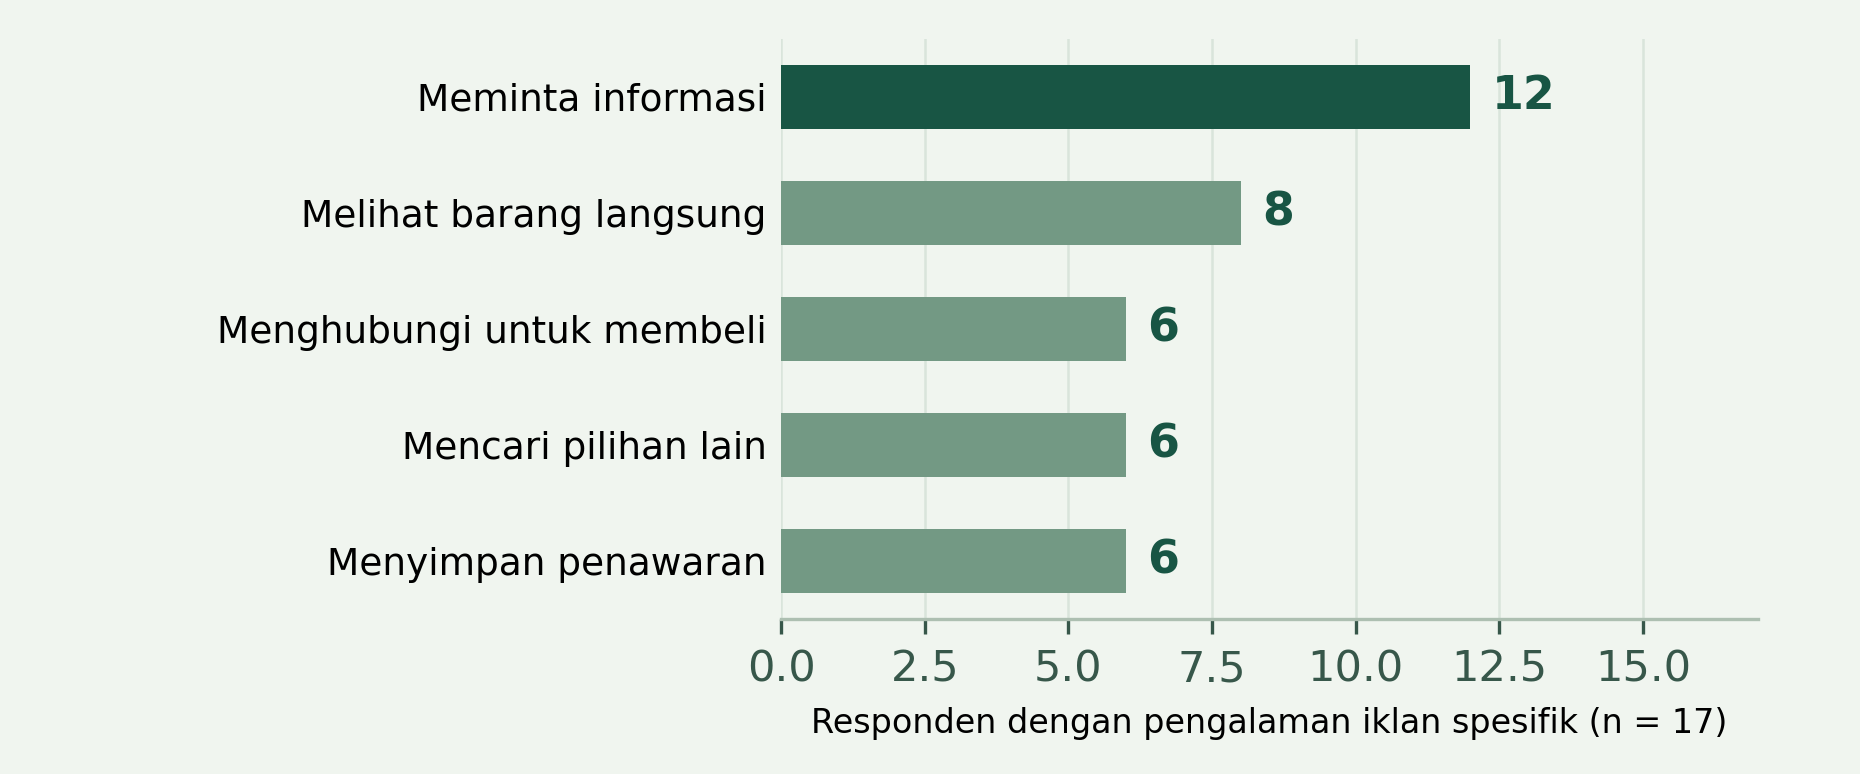 Meminta informasi 12
Melihat barang langsung 8
Menghubungi untuk membeli 6
Mencari pilihan lain 6
Menyimpan penawaran 6
0.0 2.5 5.0 7.5 10.0 12.5 15.0
Responden dengan pengalaman iklan spesifik (n = 17)